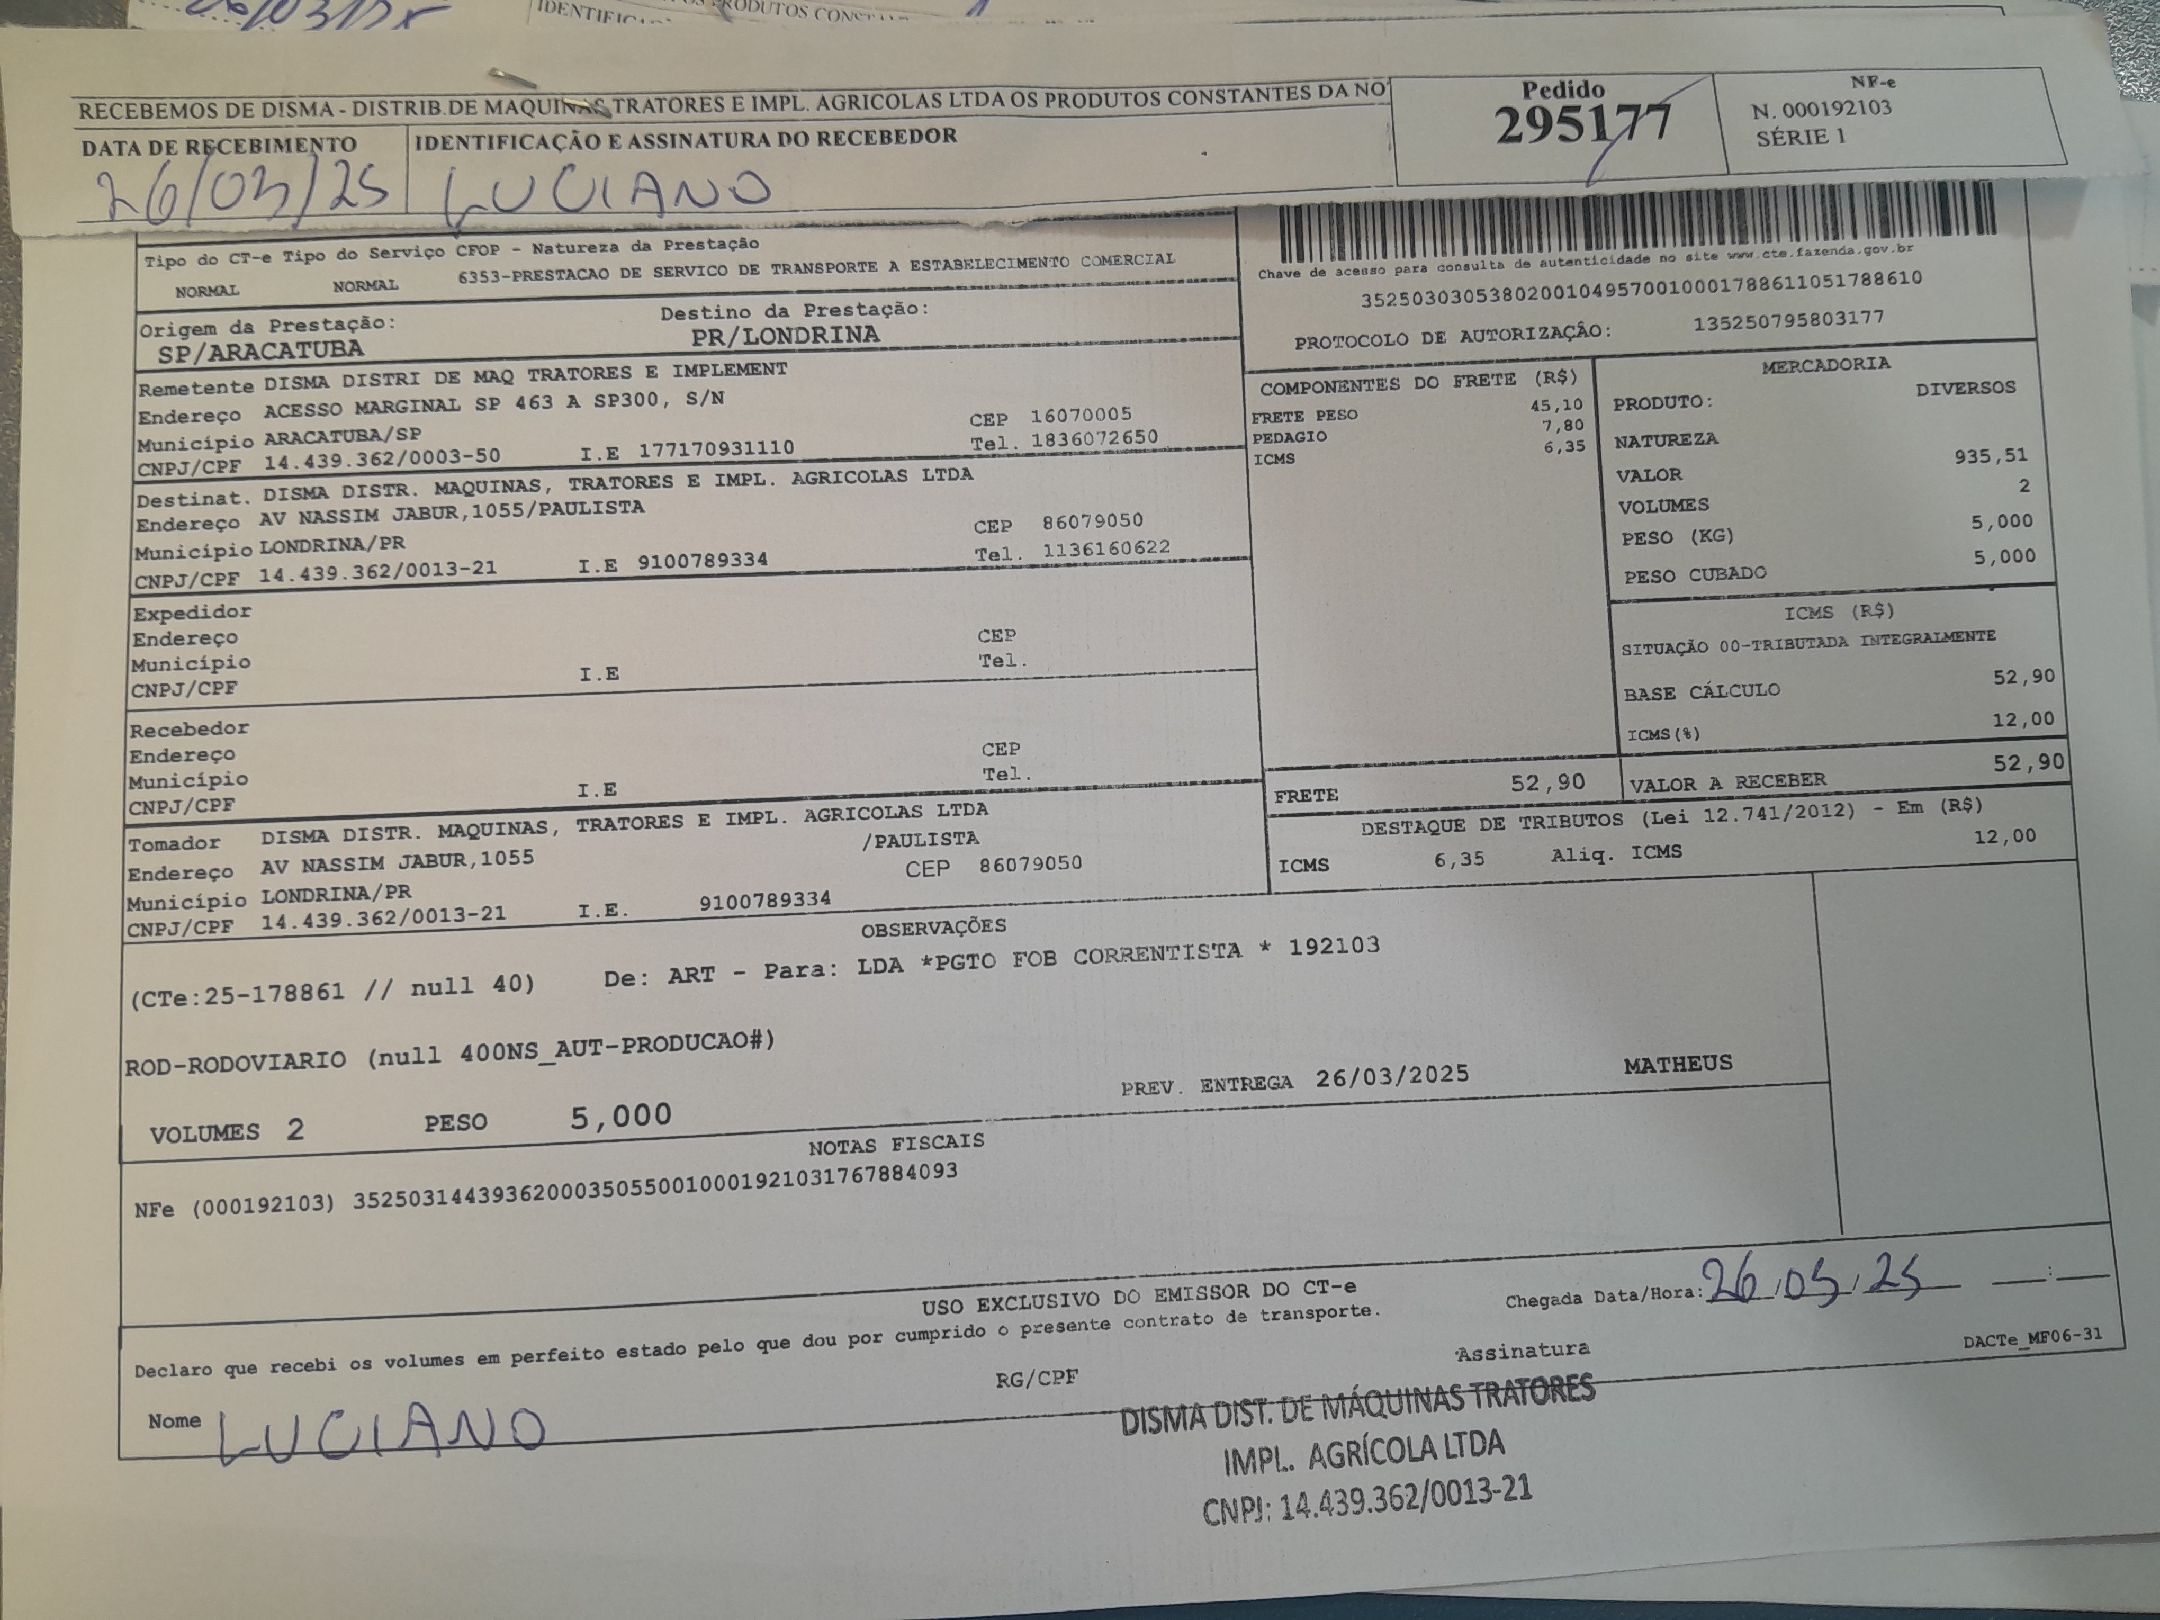 IDENTIFIC
PRODUTOS CONST
RECEBEMOS DE DISMA - DISTRIB.DE MAQUINAS TRATORES E IMPL. AGRICOLAS LTDA OS PRODUTOS CONSTANTES DA NO
Pedido
295177
NF-e
N. 000192103
SÉRIE 1
DATA DE RECEBIMENTO
26/03/25
IDENTIFICAÇÃO E ASSINATURA DO RECEBEDOR
LUCIANO
Tipo do CT-e Tipo do Serviço CFOP - Natureza da Prestação
NORMAL NORMAL 6353-PRESTACAO DE SERVICO DE TRANSPORTE A ESTABELECIMENTO COMERCIAL
Chave de acesso para consulta de autenticidade no site www.cte.fazenda.gov.br
35250303053802001049570010001788611051788610
PROTOCOLO DE AUTORIZAÇÂO: 135250795803177
Origem da Prestação:
SP/ARACATUBA
Destino da Prestação:
PR/LONDRINA
Remetente DISMA DISTRI DE MAQ TRATORES E IMPLEMENT
Endereço ACESSO MARGINAL SP 463 A SP300, S/N
CEP 16070005
Município ARACATUBA/SP
Tel. 1836072650
CNPJ/CPF 14.439.362/0003-50 I.E 177170931110
Destinat. DISMA DISTR. MAQUINAS, TRATORES E IMPL. AGRICOLAS LTDA
Endereço AV NASSIM JABUR,1055/PAULISTA
CEP 86079050
Município LONDRINA/PR
Tel. 1136160622
CNPJ/CPF 14.439.362/0013-21 I.E 9100789334
Expedidor
Endereço CEP
Município Tel.
CNPJ/CPF I.E
Recebedor
Endereço CEP
Município Tel.
CNPJ/CPF I.E
Tomador DISMA DISTR. MAQUINAS, TRATORES E IMPL. AGRICOLAS LTDA
Endereço AV NASSIM JABUR,1055 /PAULISTA
CEP 86079050
Município LONDRINA/PR
CNPJ/CPF 14.439.362/0013-21 I.E. 9100789334
COMPONENTES DO FRETE (R$)
FRETE PESO 45,10
PEDAGIO 7,80
ICMS 6,35
MERCADORIA
PRODUTO: DIVERSOS
NATUREZA
VALOR 935,51
VOLUMES 2
PESO (KG) 5,000
PESO CUBADO 5,000
ICMS (R$)
SITUAÇÃO 00-TRIBUTADA INTEGRALMENTE
BASE CÁLCULO 52,90
ICMS(%) 12,00
FRETE 52,90
VALOR A RECEBER 52,90
DESTAQUE DE TRIBUTOS (Lei 12.741/2012) - Em (R$)
ICMS 6,35 Aliq. ICMS 12,00
OBSERVAÇÕES
(CTe:25-178861 // null 40) De: ART - Para: LDA *PGTO FOB CORRENTISTA * 192103
ROD-RODOVIARIO (null 400NS_AUT-PRODUCAO#)
PREV. ENTREGA 26/03/2025 MATHEUS
VOLUMES 2 PESO 5,000
NOTAS FISCAIS
NFe (000192103) 35250314439362000350550010001921031767884093
USO EXCLUSIVO DO EMISSOR DO CT-e
Chegada Data/Hora: 26/03/25 __:__
Declaro que recebi os volumes em perfeito estado pelo que dou por cumprido o presente contrato de transporte.
Assinatura
DACTe_MF06-31
RG/CPF
Nome LUCIANO
DISMA DIST. DE MÁQUINAS TRATORES
IMPL. AGRÍCOLA LTDA
CNPJ: 14.439.362/0013-21